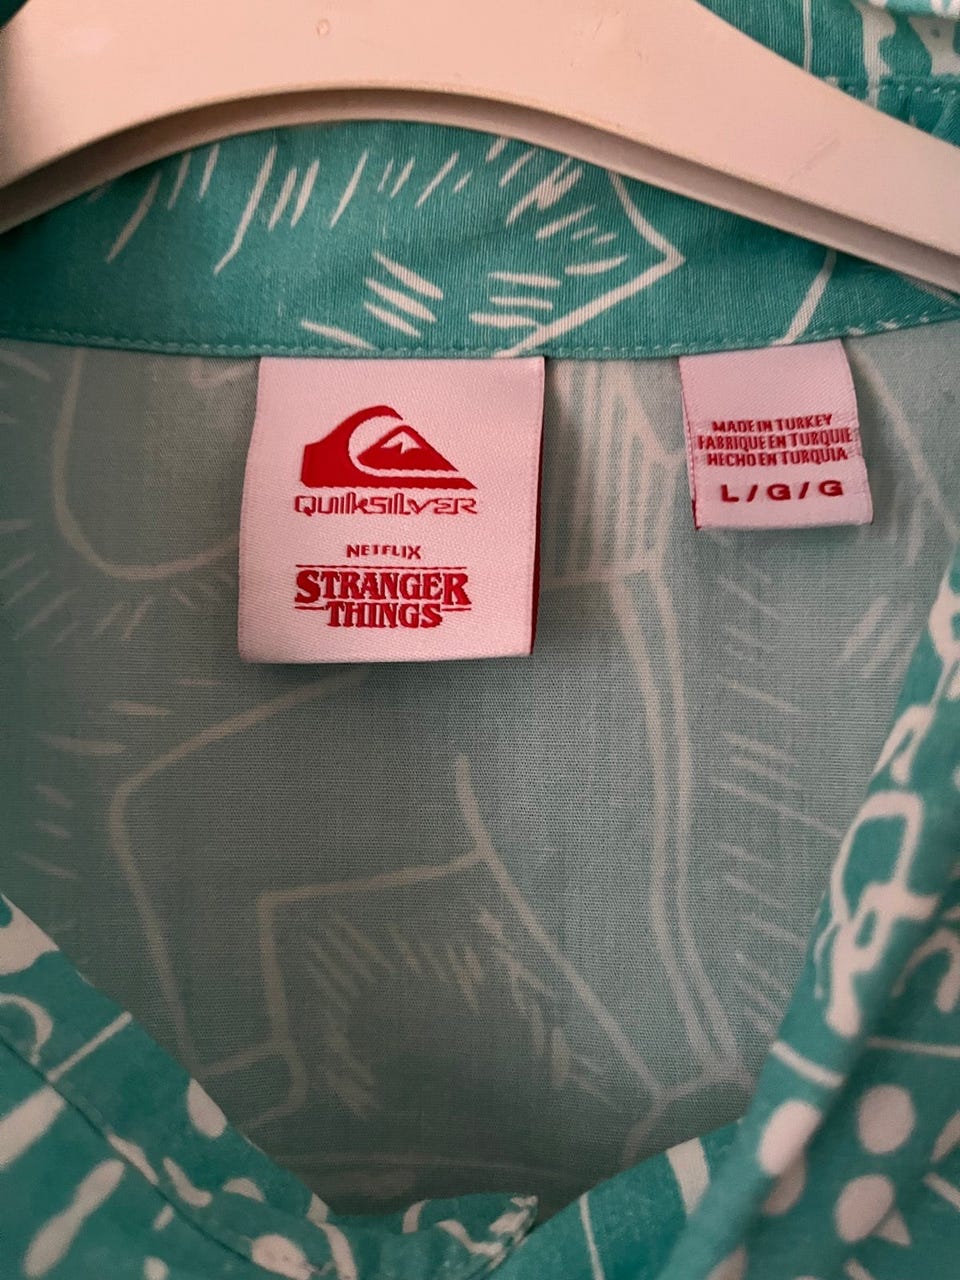 QUIKSILVER
NETFLIX
STRANGER
THINGS
MADE IN TURKEY
FABRIQUE EN TURQUIE
HECHO EN TURQUIA
L/G/G